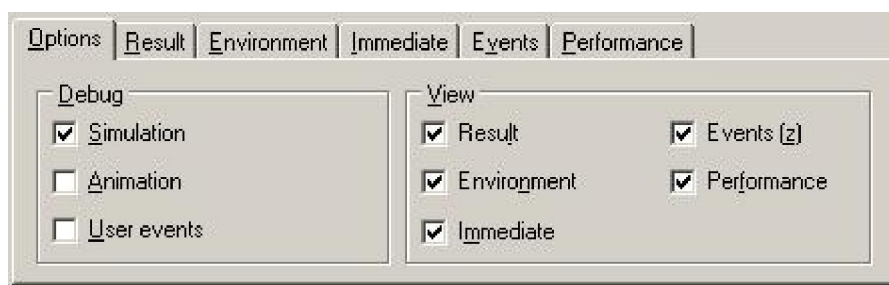 Options Result Environment Immediate Events Performance
Debug
Simulation
Animation
User events
View
Result
Environment
Immediate
Events (z)
Performance